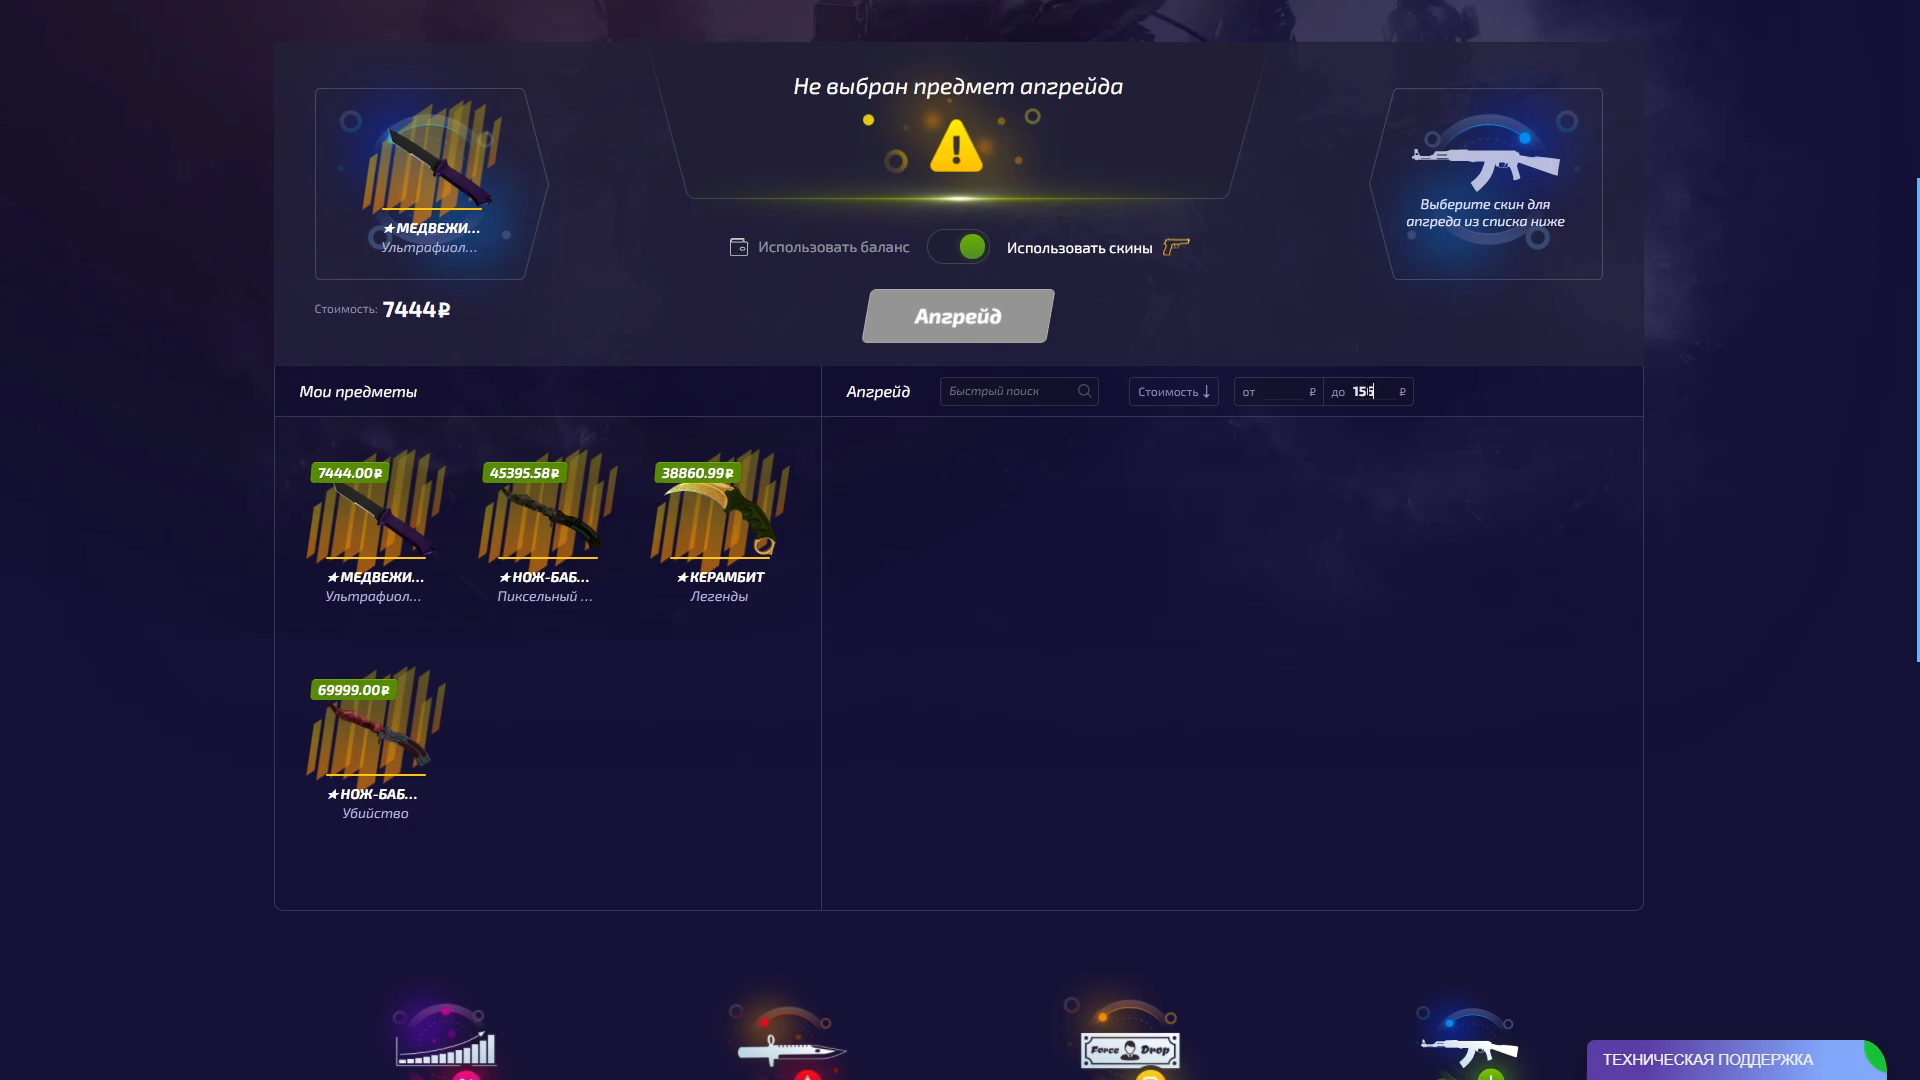 Не выбран предмет апгрейда
★МЕДВЕЖИ...
Ультрафиол...
Выберите скин для
апгреда из списка ниже
Использовать баланс
Использовать скины
Стоимость: 7444₽
Апгрейд
Мои предметы
Апгрейд
Быстрый поиск
Стоимость ↓
от ₽
до ₽
7444.00₽
★МЕДВЕЖИ...
Ультрафиол...
45395.58₽
★НОЖ-БАБ...
Пиксельный ...
38860.99₽
★КЕРАМБИТ
Легенды
69999.00₽
★НОЖ-БАБ...
Убийство
Force Drop
ТЕХНИЧЕСКАЯ ПОДДЕРЖКА